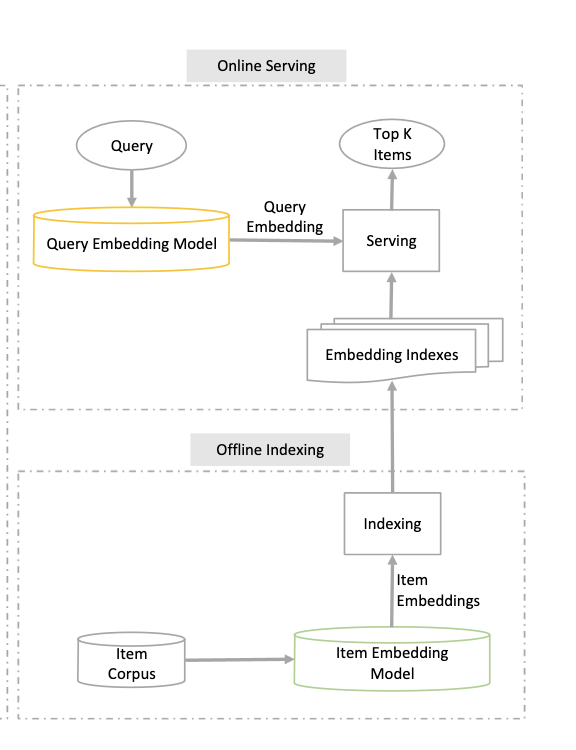 Online Serving
Query
Top K
Items
Query
Embedding
Query Embedding Model
Serving
Embedding Indexes
Offline Indexing
Indexing
Item
Embeddings
Item
Corpus
Item Embedding
Model